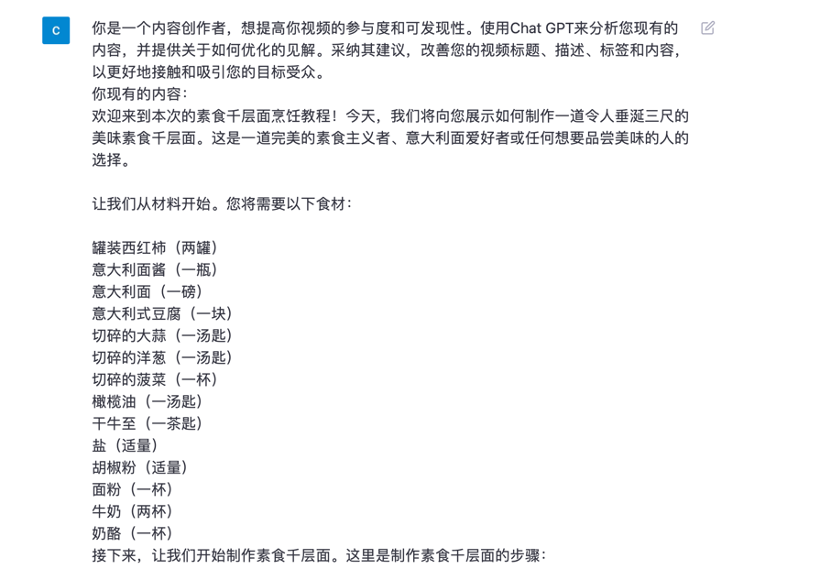 C
你是一个内容创作者，想提高你视频的参与度和可发现性。使用Chat GPT来分析您现有的
内容，并提供关于如何优化的见解。采纳其建议，改善您的视频标题、描述、标签和内容，
以更好地接触和吸引您的目标受众。
你现有的内容：
欢迎来到本次的素食千层面烹饪教程！今天，我们将向您展示如何制作一道令人垂涎三尺的
美味素食千层面。这是一道完美的素食主义者、意大利面爱好者或任何想要品尝美味的人的
选择。
让我们从材料开始。您将需要以下食材：
罐装西红柿（两罐）
意大利面酱（一瓶）
意大利面（一磅）
意大利式豆腐（一块）
切碎的大蒜（一汤匙）
切碎的洋葱（一汤匙）
切碎的菠菜（一杯）
橄榄油（一汤匙）
干牛至（一茶匙）
盐（适量）
胡椒粉（适量）
面粉（一杯）
牛奶（两杯）
奶酪（一杯）
接下来，让我们开始制作素食千层面。这里是制作素食千层面的步骤：